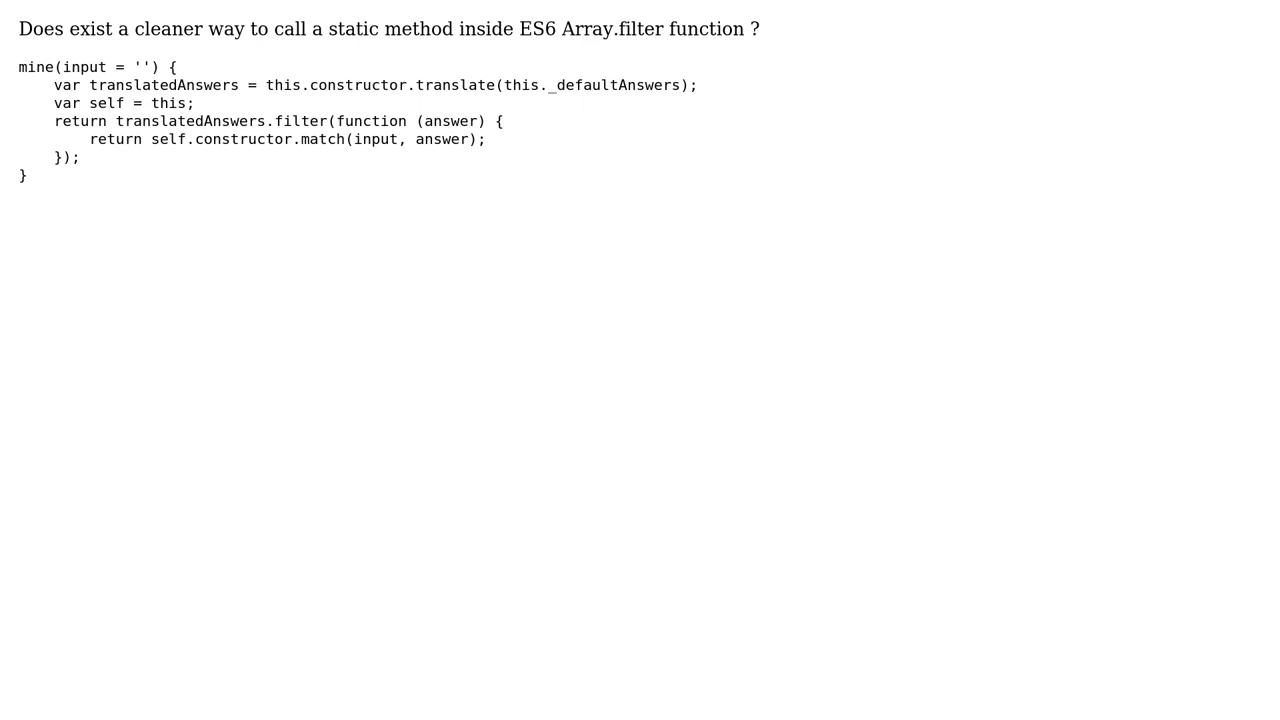 Does exist a cleaner way to call a static method inside ES6 Array.filter function ?
mine(input = '') {
    var translatedAnswers = this.constructor.translate(this._defaultAnswers);
    var self = this;
    return translatedAnswers.filter(function (answer) {
        return self.constructor.match(input, answer);
    });
}